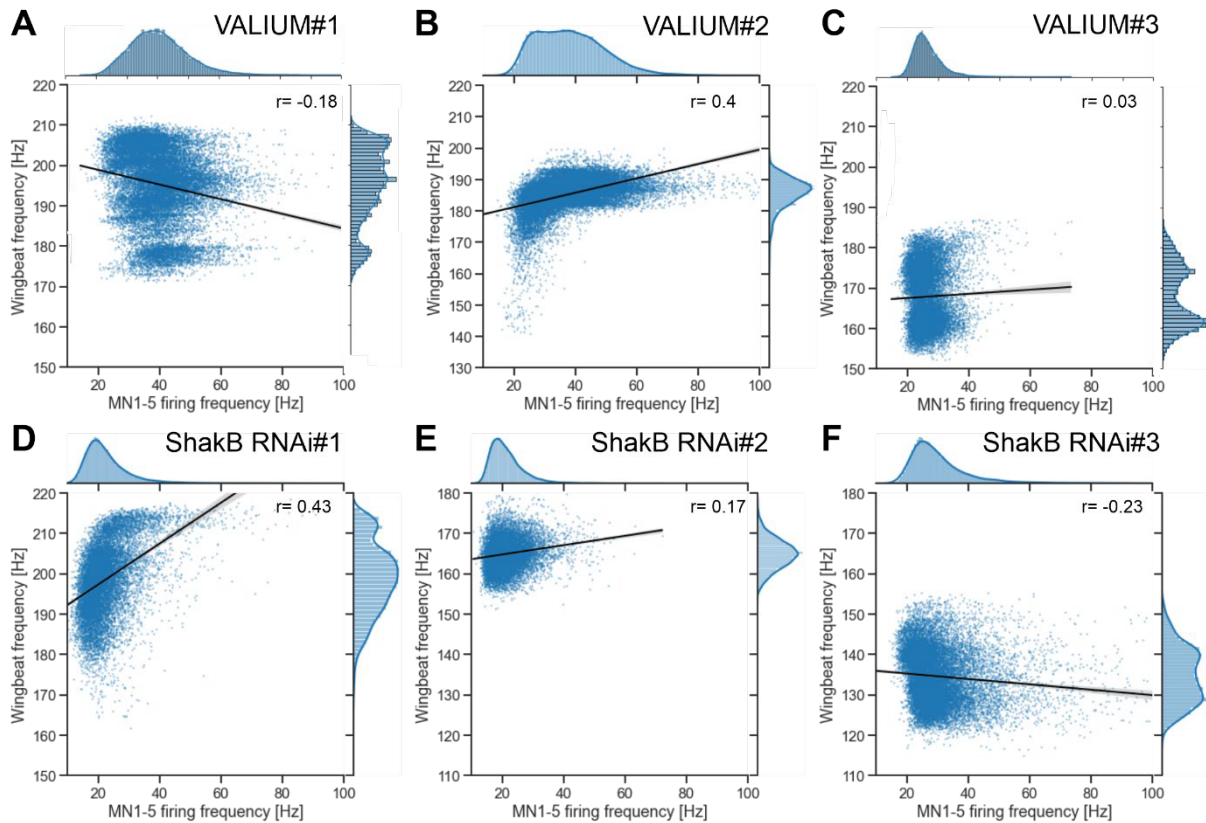 A VALIUM#1
r= -0.18
Wingbeat frequency [Hz]
220
210
200
190
180
170
160
150
20 40 60 80 100
MN1-5 firing frequency [Hz]
B VALIUM#2
r= 0.4
Wingbeat frequency [Hz]
220
210
200
190
180
170
160
150
140
130
20 40 60 80 100
MN1-5 firing frequency [Hz]
C VALIUM#3
r= 0.03
Wingbeat frequency [Hz]
220
210
200
190
180
170
160
150
20 40 60 80 100
MN1-5 firing frequency [Hz]
D ShakB RNAi#1
r= 0.43
Wingbeat frequency [Hz]
220
210
200
190
180
170
160
150
20 40 60 80 100
MN1-5 firing frequency [Hz]
E ShakB RNAi#2
r= 0.17
Wingbeat frequency [Hz]
180
170
160
150
140
130
120
110
20 40 60 80 100
MN1-5 firing frequency [Hz]
F ShakB RNAi#3
r= -0.23
Wingbeat frequency [Hz]
180
170
160
150
140
130
120
110
20 40 60 80 100
MN1-5 firing frequency [Hz]